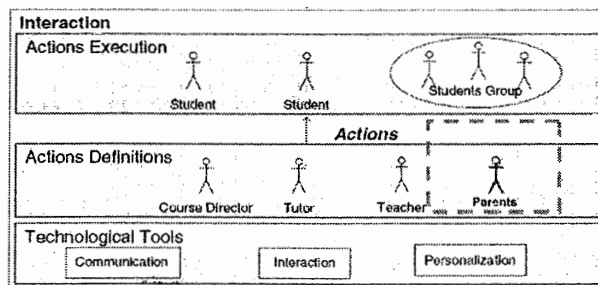 Interaction
Actions Execution
Student
Student
Students Group
Actions
Actions Definitions
Course Director
Tutor
Teacher
Parents
Technological Tools
Communication
Interaction
Personalization